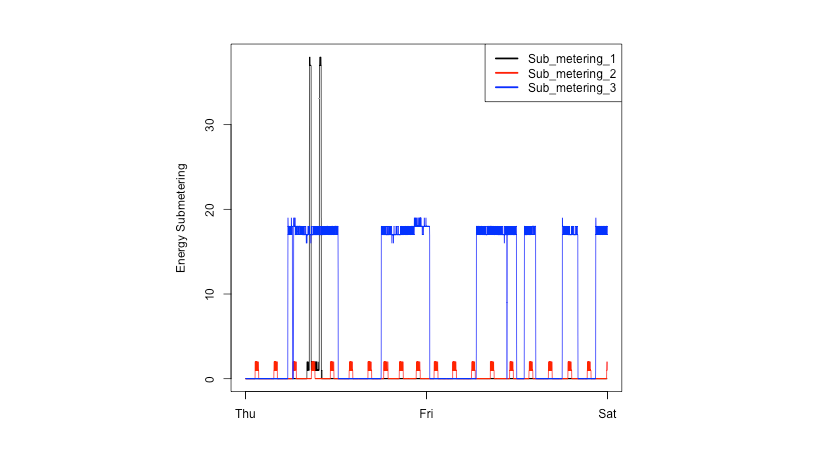 Sub_metering_1
Sub_metering_2
Sub_metering_3
Energy Submetering
30
20
10
0
Thu Fri Sat